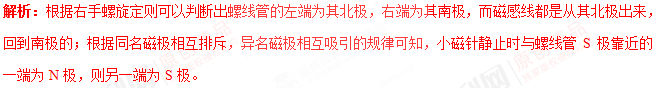 解析：根据右手螺旋定则可以判断出螺线管的左端为其北极，右端为其南极，而磁感线都是从其北极出来，
回到南极的；根据同名磁极相互排斥，异名磁极相互吸引的规律可知，小磁针静止时与螺线管 S 极靠近的
一端为 N 极，则另一端为 S 极。